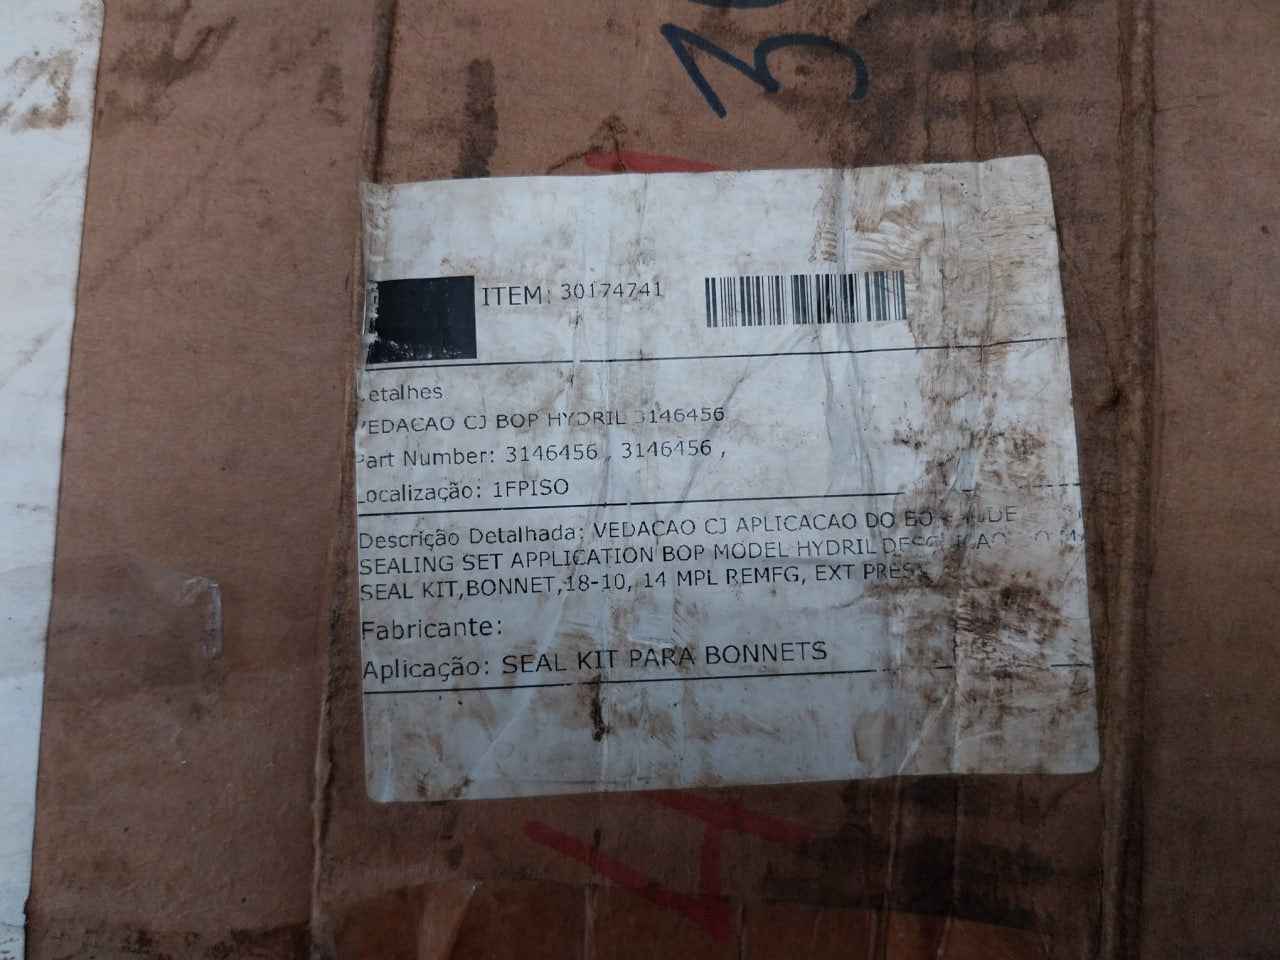 30
ITEM: 30174741
etalhes
VEDACAO CJ BOP HYDRIL 3146456
Part Number: 3146456 , 3146456 ,
Localização: 1FPISO
Descrição Detalhada: VEDACAO CJ APLICACAO DO
SEALING SET APPLICATION BOP MODEL HYDRIL
SEAL KIT,BONNET,18-10, 14 MPL REMFG, EXT PRESS
Fabricante:
Aplicação: SEAL KIT PARA BONNETS